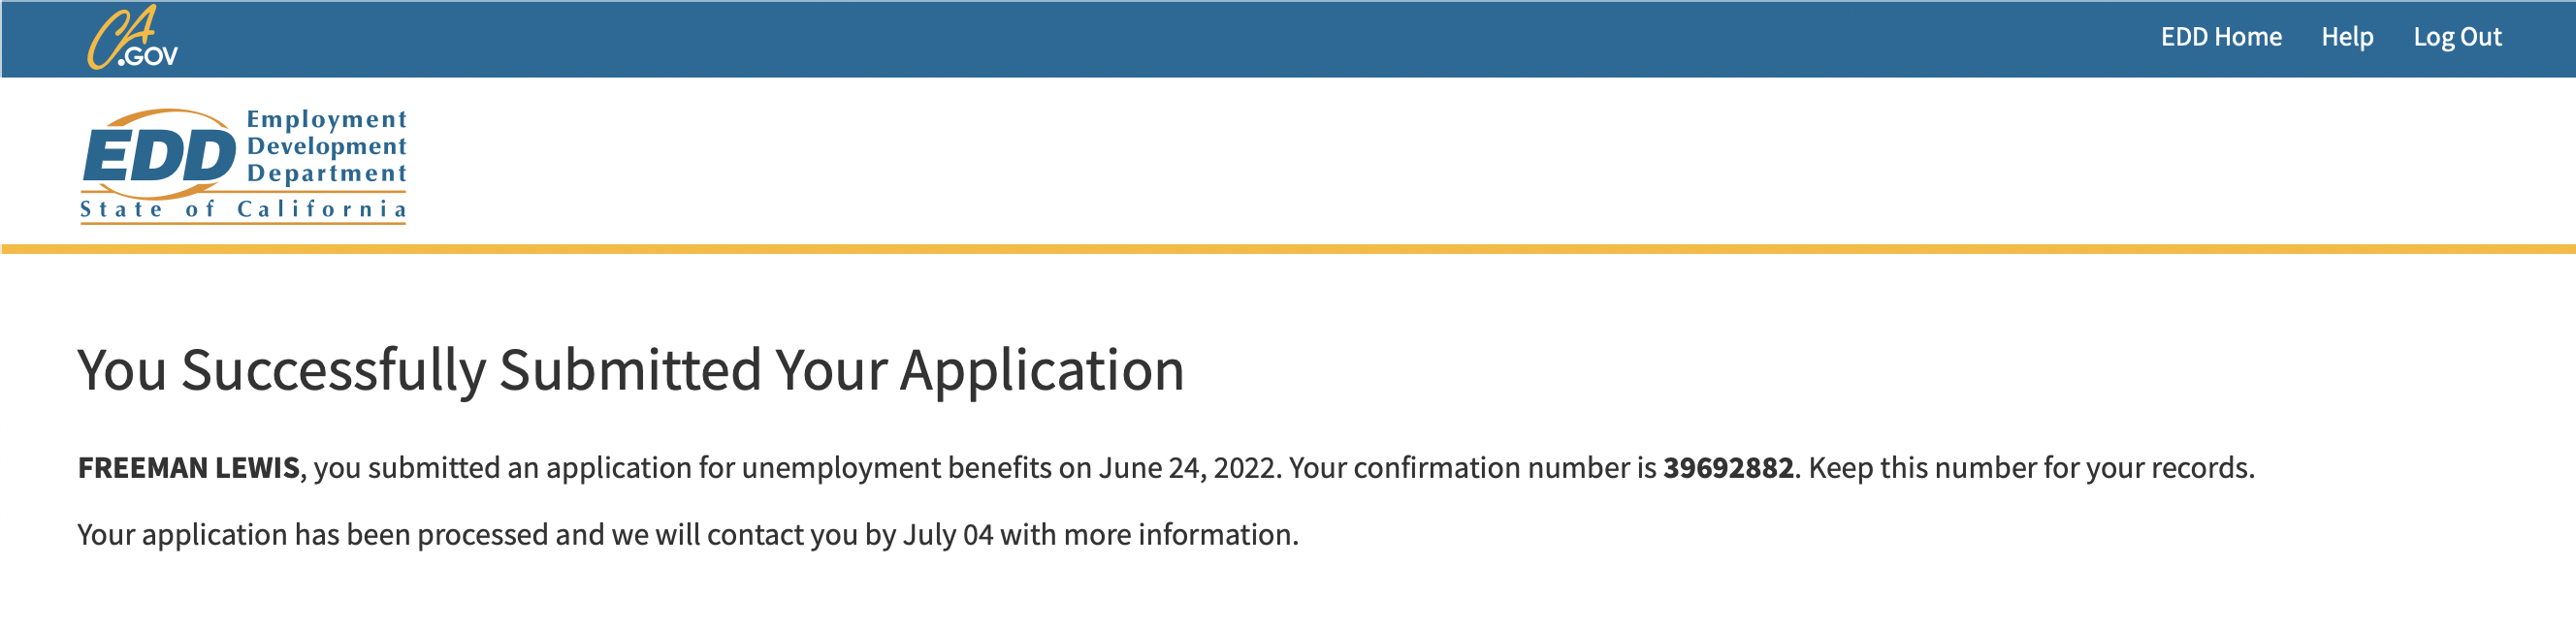 CA.GOV
EDD Home Help Log Out
EDD
Employment
Development
Department
State of California
You Successfully Submitted Your Application
FREEMAN LEWIS, you submitted an application for unemployment benefits on June 24, 2022. Your confirmation number is 39692882. Keep this number for your records.
Your application has been processed and we will contact you by July 04 with more information.